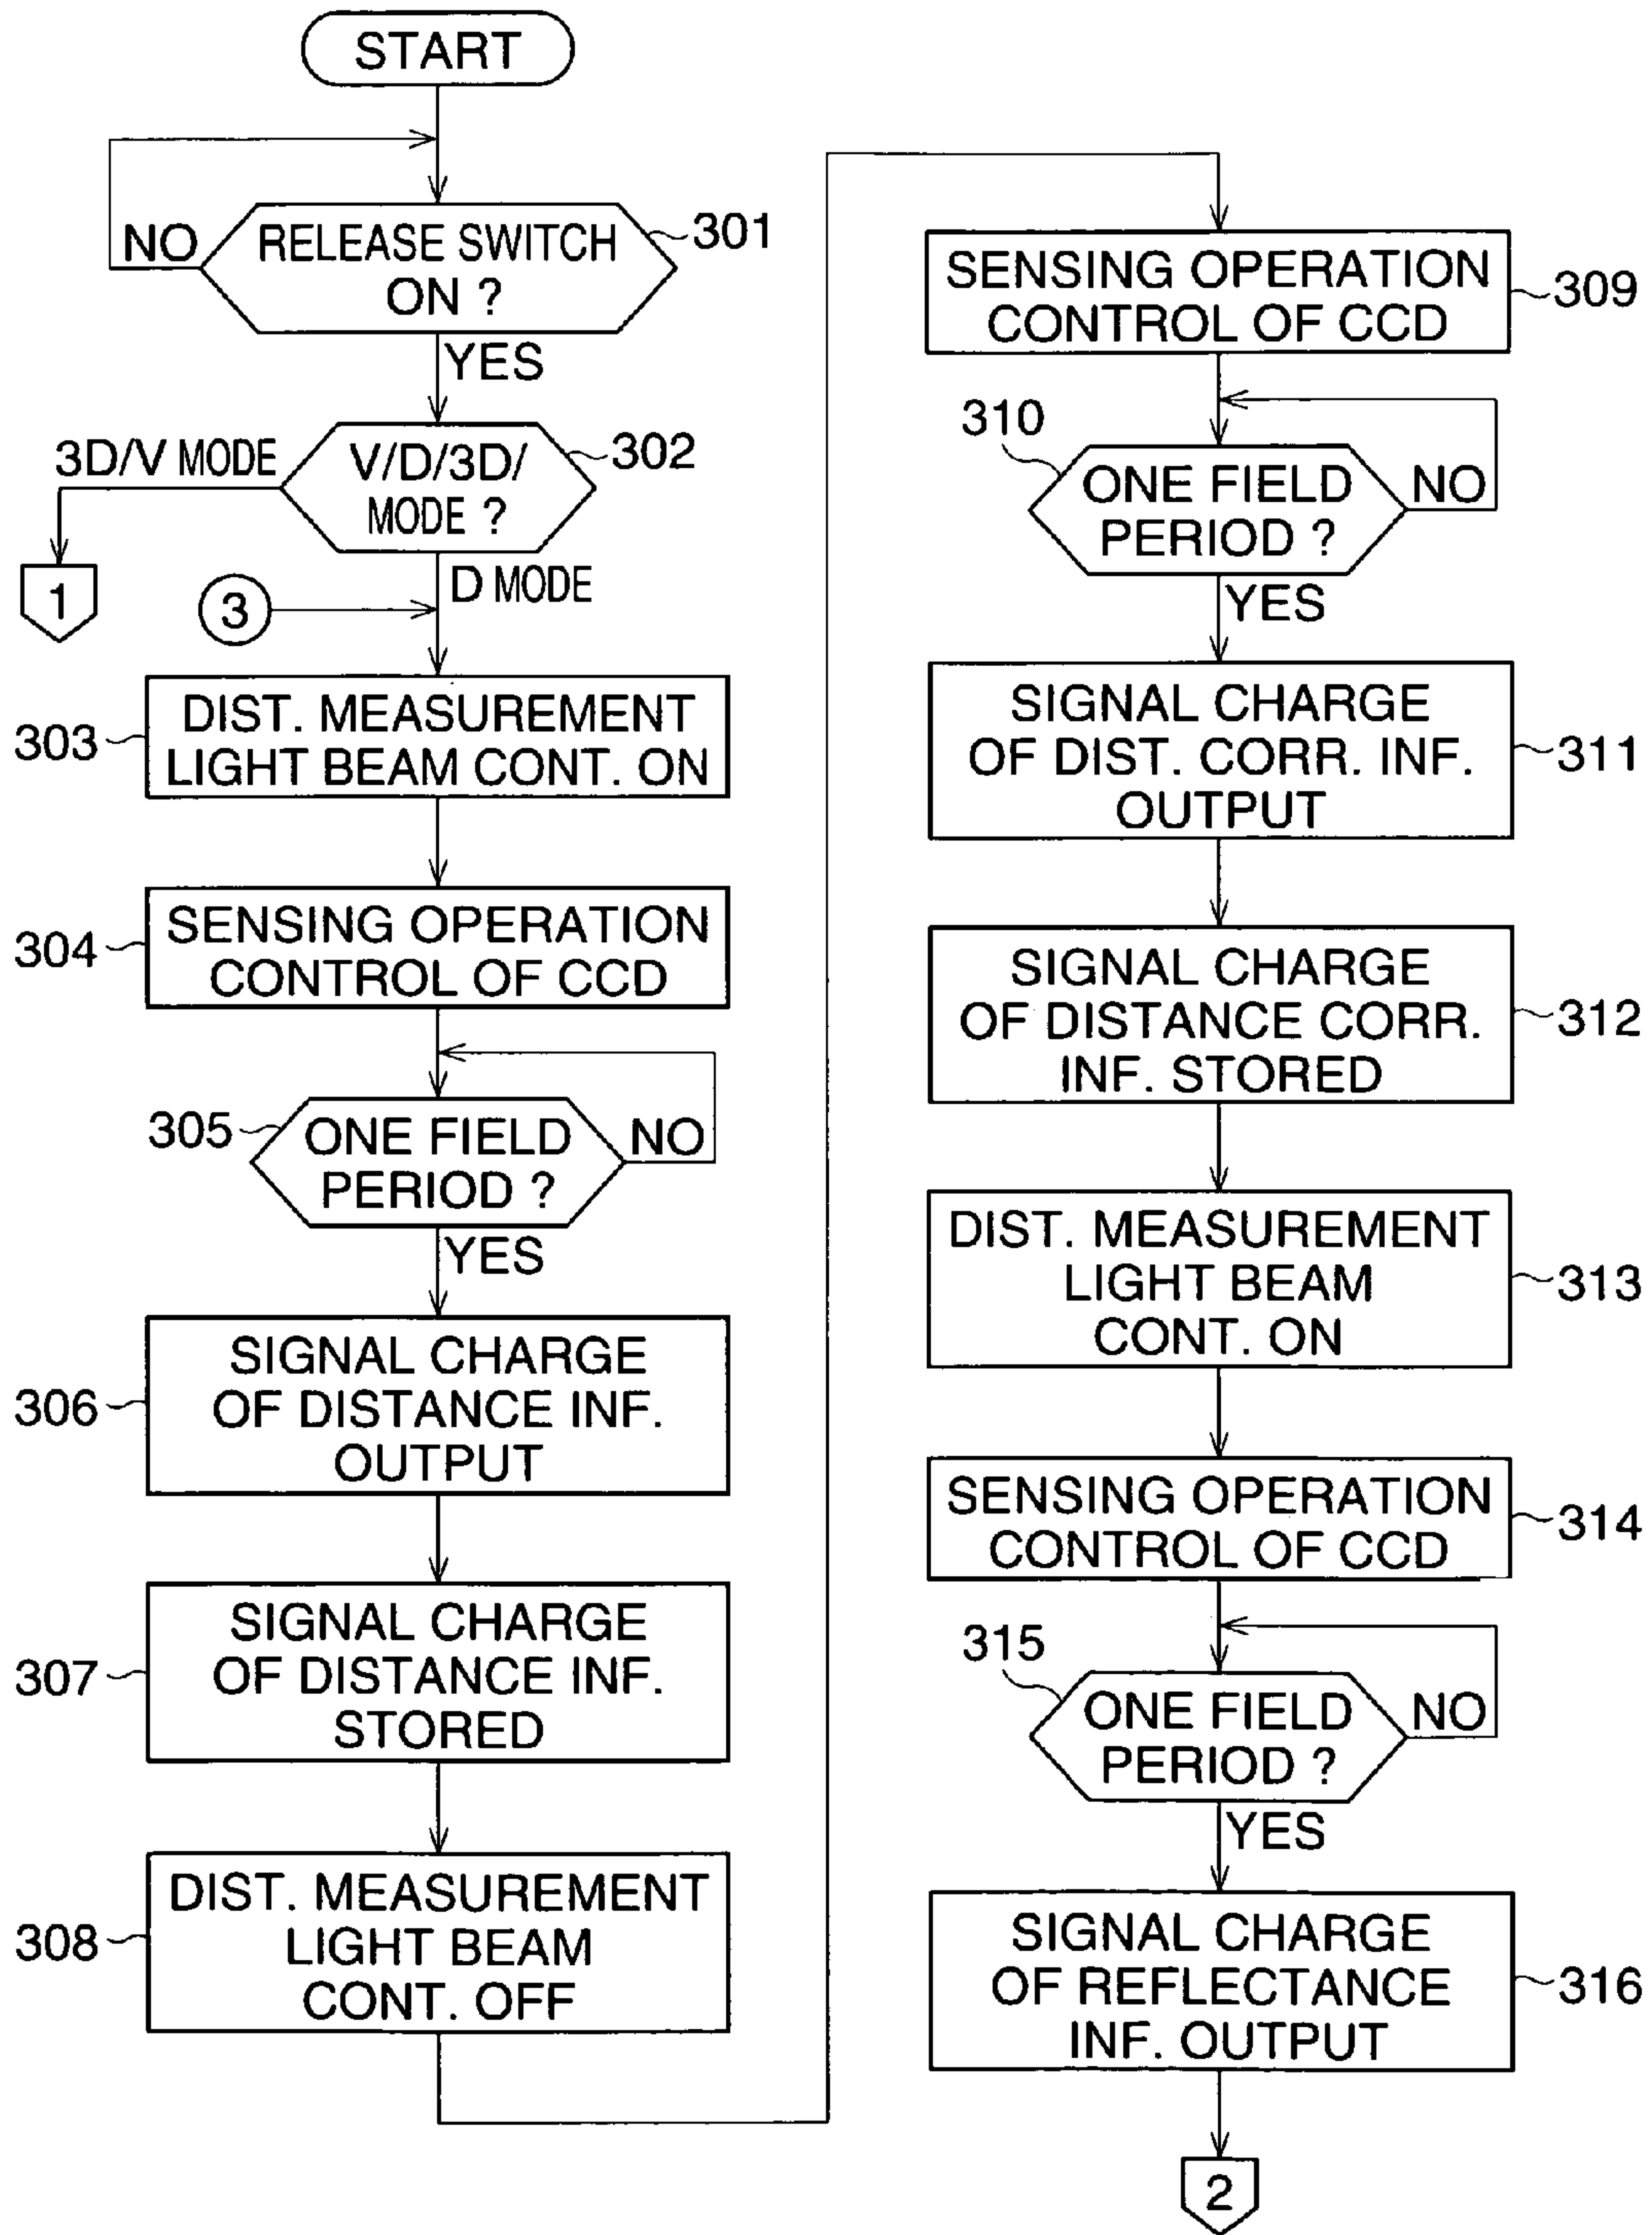 START
NO
RELEASE SWITCH
ON ?
301
YES
3D/V MODE
V/D/3D/
MODE ?
302
1
D MODE
3
303
DIST. MEASUREMENT
LIGHT BEAM CONT. ON
304
SENSING OPERATION
CONTROL OF CCD
305
ONE FIELD
PERIOD ?
NO
YES
306
SIGNAL CHARGE
OF DISTANCE INF.
OUTPUT
307
SIGNAL CHARGE
OF DISTANCE INF.
STORED
308
DIST. MEASUREMENT
LIGHT BEAM
CONT. OFF
SENSING OPERATION
CONTROL OF CCD
309
310
ONE FIELD
PERIOD ?
NO
YES
SIGNAL CHARGE
OF DIST. CORR. INF.
OUTPUT
311
SIGNAL CHARGE
OF DISTANCE CORR.
INF. STORED
312
DIST. MEASUREMENT
LIGHT BEAM
CONT. ON
313
SENSING OPERATION
CONTROL OF CCD
314
315
ONE FIELD
PERIOD ?
NO
YES
SIGNAL CHARGE
OF REFLECTANCE
INF. OUTPUT
316
2